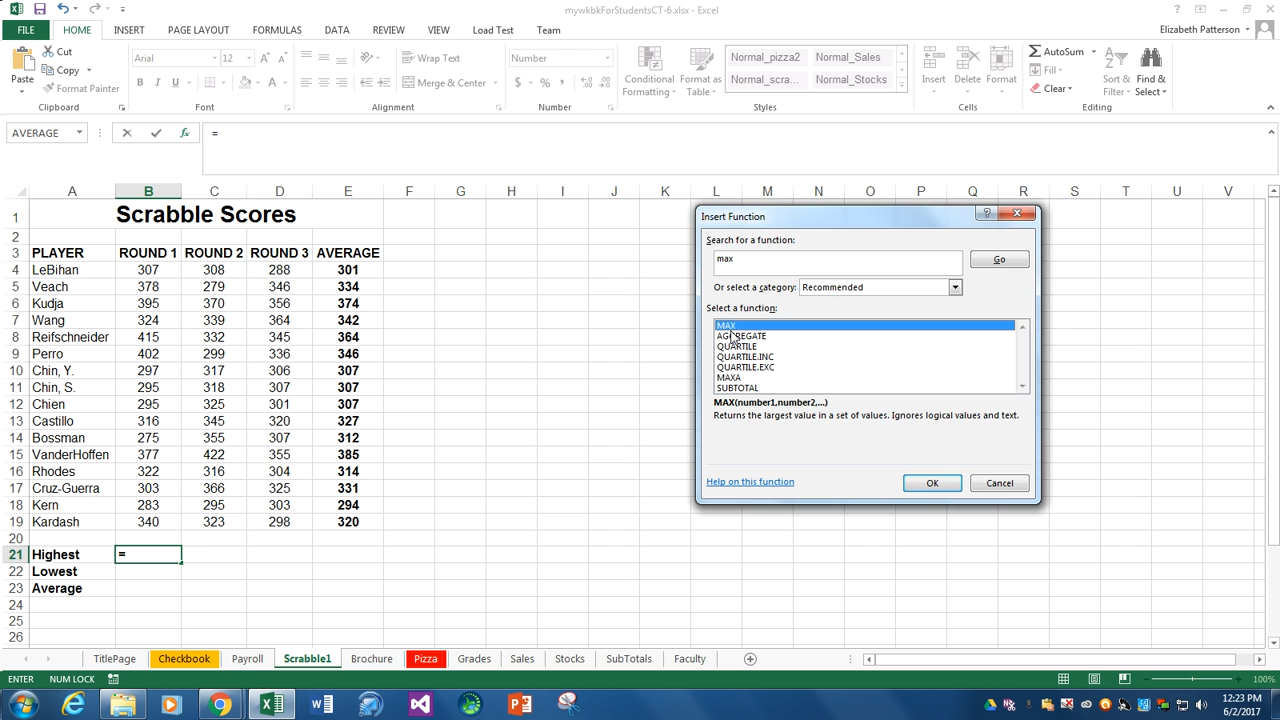 mywkbkForStudentsCT-6.xlsx - Excel
FILE HOME INSERT PAGE LAYOUT FORMULAS DATA REVIEW VIEW Load Test Team
Elizabeth Patterson
Paste
Cut
Copy
Format Painter
Clipboard
Arial 12
B I U
Font
Wrap Text
Merge & Center
Alignment
Number
$ % ,
Number
Conditional Formatting
Format as Table
Normal_pizza2 Normal_Sales
Normal_scra... Normal_Stocks
Styles
Insert Delete Format
Cells
AutoSum
Fill
Clear
Sort & Filter
Find & Select
Editing
AVERAGE fx =
A B C D E F G H I J K L M N O P Q R S T U V
1 Scrabble Scores
2
3 PLAYER ROUND 1 ROUND 2 ROUND 3 AVERAGE
4 LeBihan 307 308 288 301
5 Veach 378 279 346 334
6 Kudja 395 370 356 374
7 Wang 324 339 364 342
8 Reifschneider 415 332 345 364
9 Perro 402 299 336 346
10 Chin, Y. 297 317 306 307
11 Chin, S. 295 318 307 307
12 Chien 295 325 301 307
13 Castillo 316 345 320 327
14 Bossman 275 355 307 312
15 VanderHoffen 377 422 355 385
16 Rhodes 322 316 304 314
17 Cruz-Guerra 303 366 325 331
18 Kern 283 295 303 294
19 Kardash 340 323 298 320
20
21 Highest =
22 Lowest
23 Average
24
25
26
Insert Function
Search for a function:
max
Go
Or select a category: Recommended
Select a function:
MAX
AGGREGATE
QUARTILE
QUARTILE.INC
QUARTILE.EXC
MAXA
SUBTOTAL
MAX(number1,number2,...)
Returns the largest value in a set of values. Ignores logical values and text.
Help on this function
OK
Cancel
TitlePage Checkbook Payroll Scrabble1 Brochure Pizza Grades Sales Stocks SubTotals Faculty
ENTER NUM LOCK
100%
12:23 PM
6/2/2017